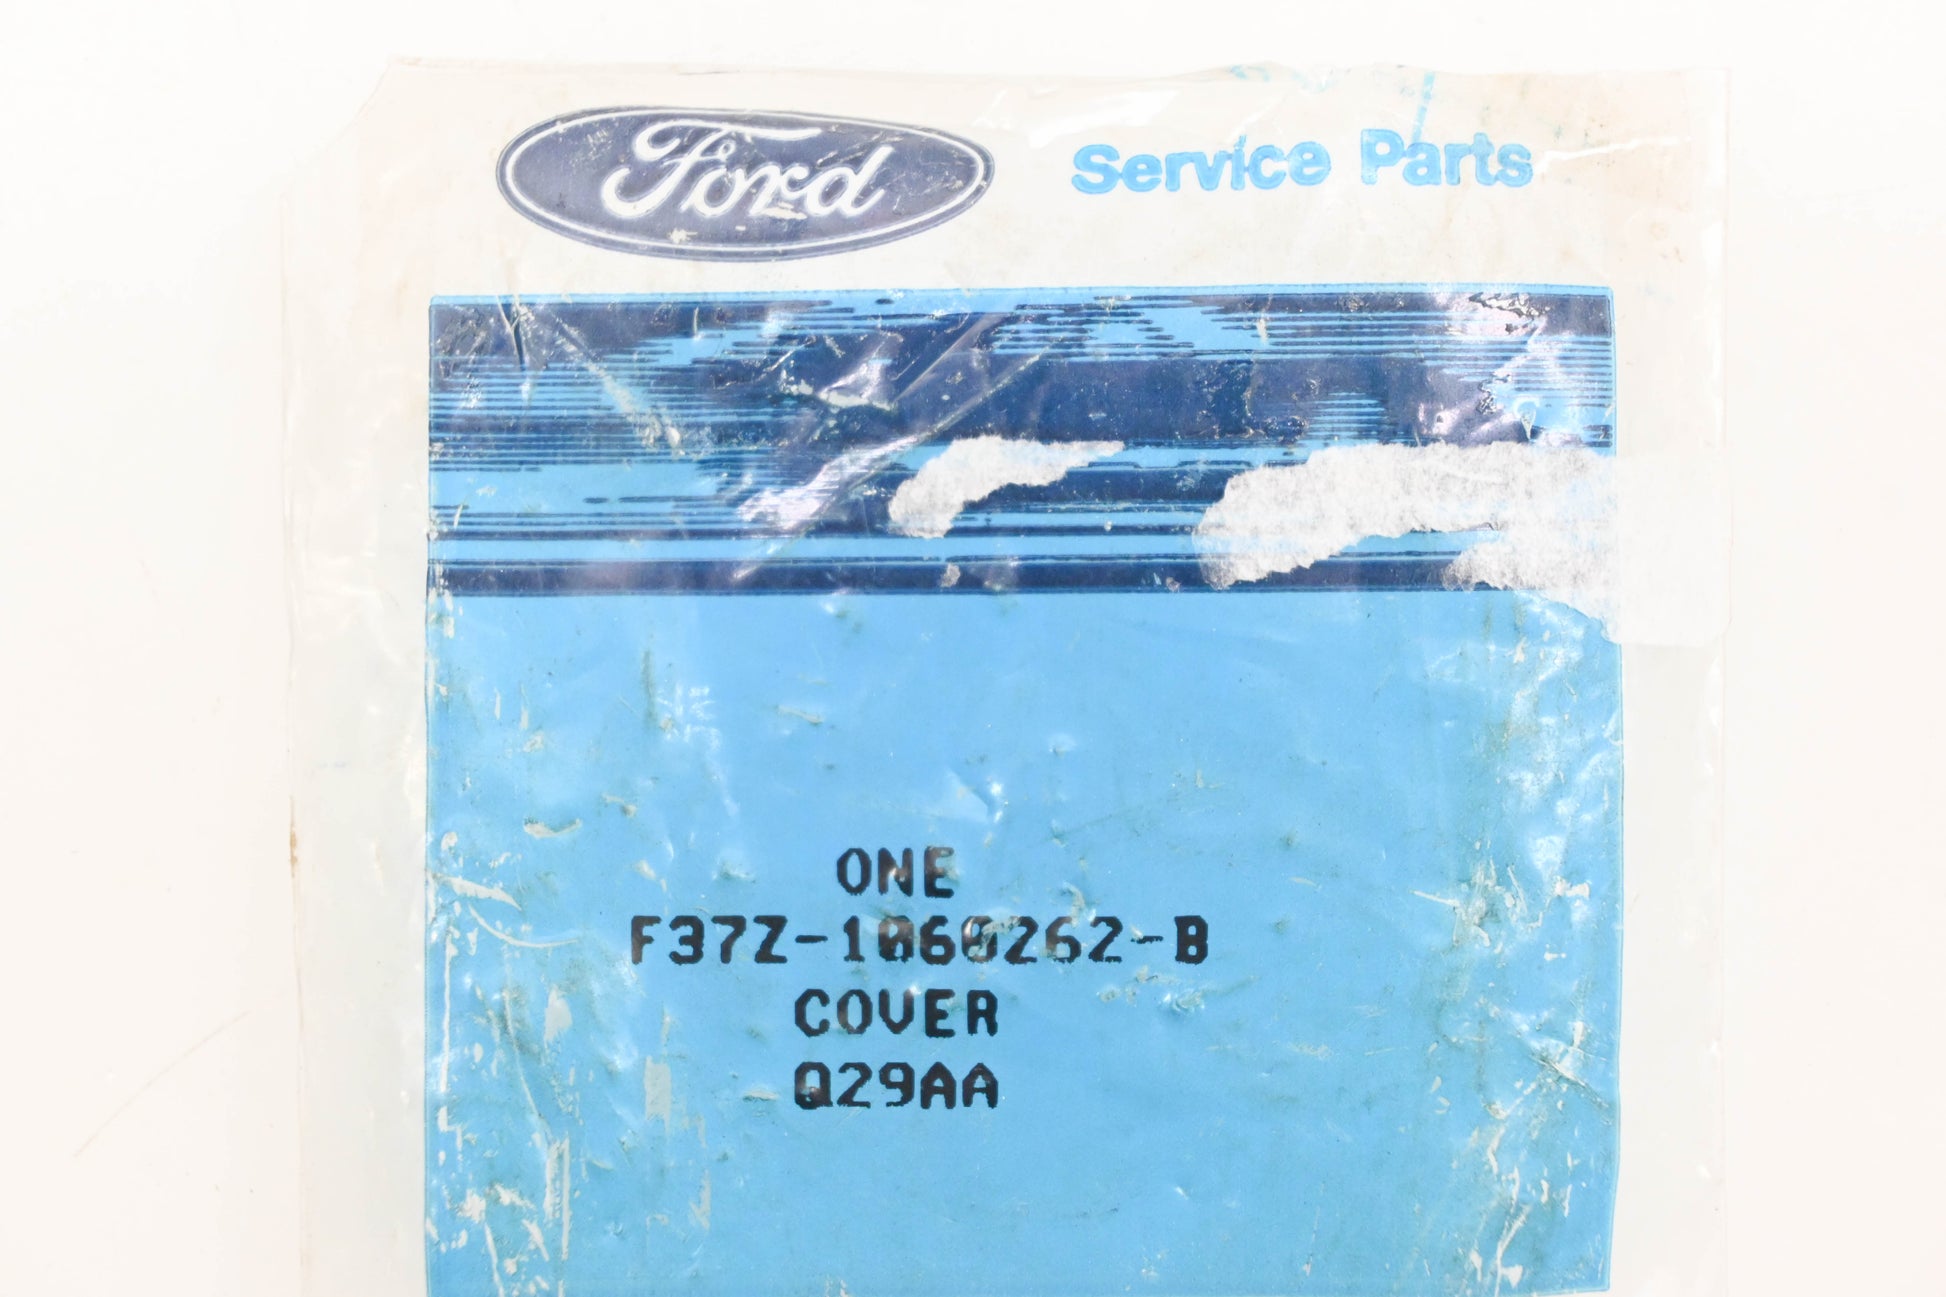 Ford Service Parts
ONE
F37Z-1060262-B
COVER
Q29AA